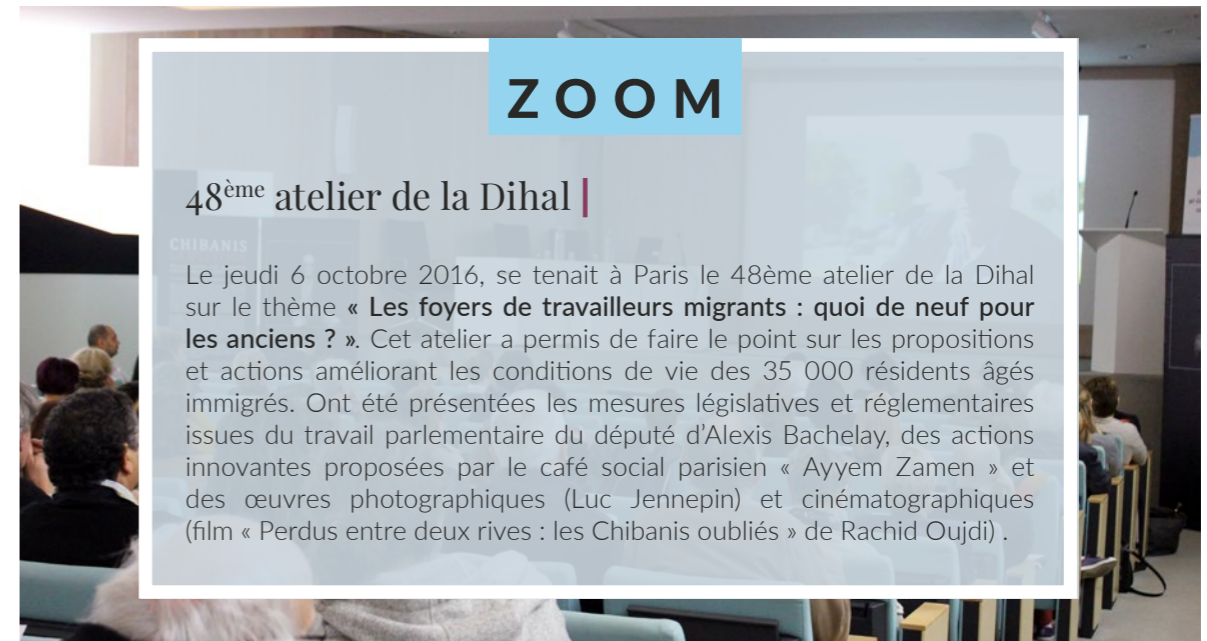 ZOOM
48ème atelier de la Dihal
CHIBANIS
Le jeudi 6 octobre 2016, se tenait à Paris le 48ème atelier de la Dihal
sur le thème « Les foyers de travailleurs migrants : quoi de neuf pour
les anciens ? ». Cet atelier a permis de faire le point sur les propositions
et actions améliorant les conditions de vie des 35 000 résidents âgés
immigrés. Ont été présentées les mesures législatives et réglementaires
issues du travail parlementaire du député d’Alexis Bachelay, des actions
innovantes proposées par le café social parisien « Ayyem Zamen » et
des œuvres photographiques (Luc Jennepin) et cinématographiques
(film « Perdus entre deux rives : les Chibanis oubliés » de Rachid Oujdi) .